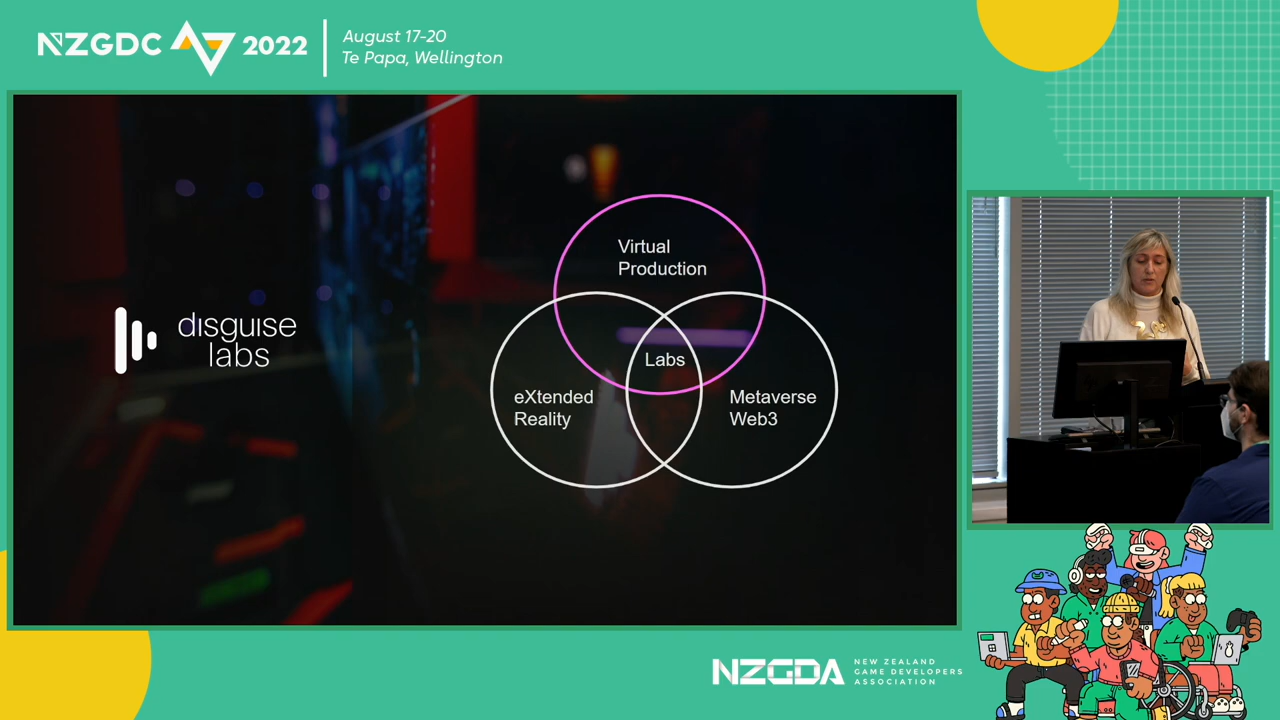 NZGDC 2022
August 17-20
Te Papa, Wellington
disguise
labs
Virtual
Production
Labs
eXtended
Reality
Metaverse
Web3
NZGDA
NEW ZEALAND
GAME DEVELOPERS
ASSOCIATION